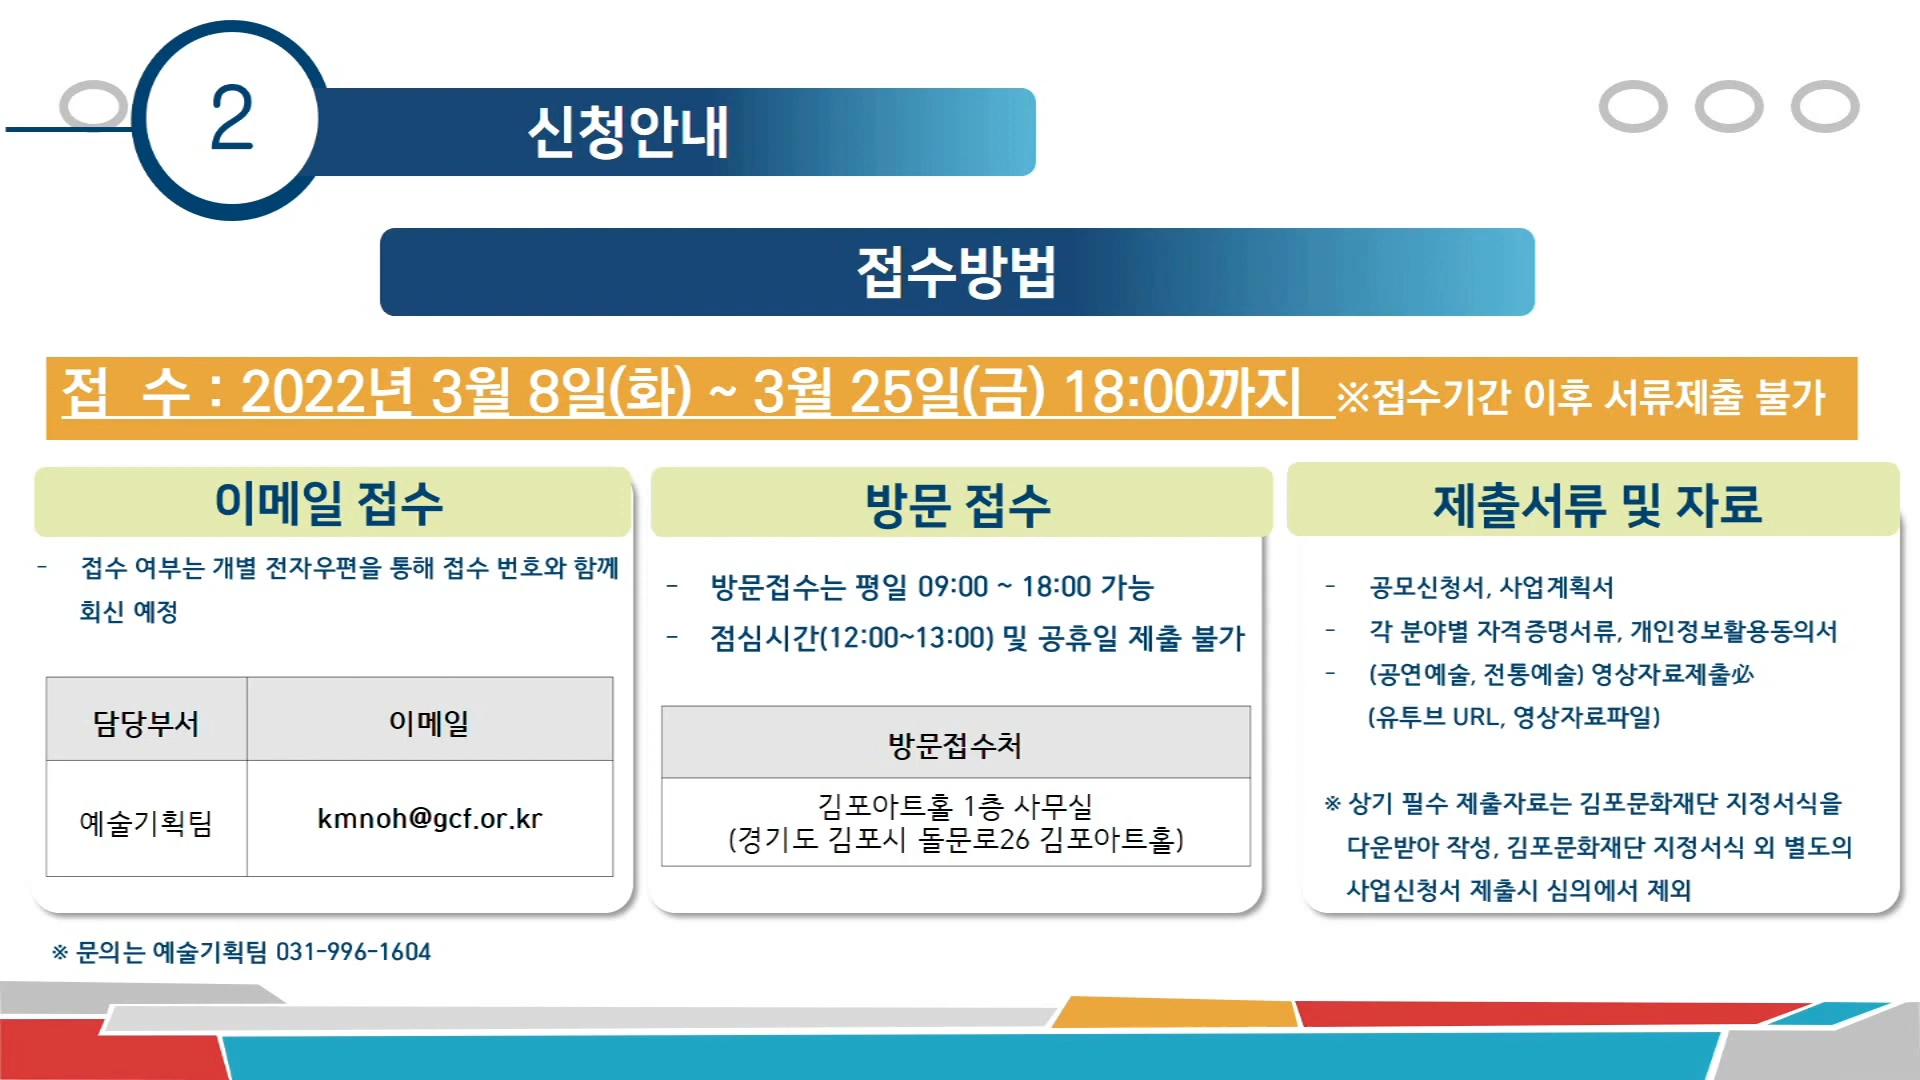 2
신청안내
접수방법
접 수 : 2022년 3월 8일(화) ~ 3월 25일(금) 18:00까지 ※접수기간 이후 서류제출 불가
이메일 접수
- 접수 여부는 개별 전자우편을 통해 접수 번호와 함께
회신 예정
담당부서 이메일
예술기획팀 kmnoh@gcf.or.kr
방문 접수
- 방문접수는 평일 09:00 ~ 18:00 가능
- 점심시간(12:00~13:00) 및 공휴일 제출 불가
방문접수처
김포아트홀 1층 사무실
(경기도 김포시 돌문로26 김포아트홀)
제출서류 및 자료
- 공모신청서, 사업계획서
- 각 분야별 자격증명서류, 개인정보활용동의서
- (공연예술, 전통예술) 영상자료제출必
(유투브 URL, 영상자료파일)
※ 상기 필수 제출자료는 김포문화재단 지정서식을
다운받아 작성, 김포문화재단 지정서식 외 별도의
사업신청서 제출시 심의에서 제외
※ 문의는 예술기획팀 031-996-1604